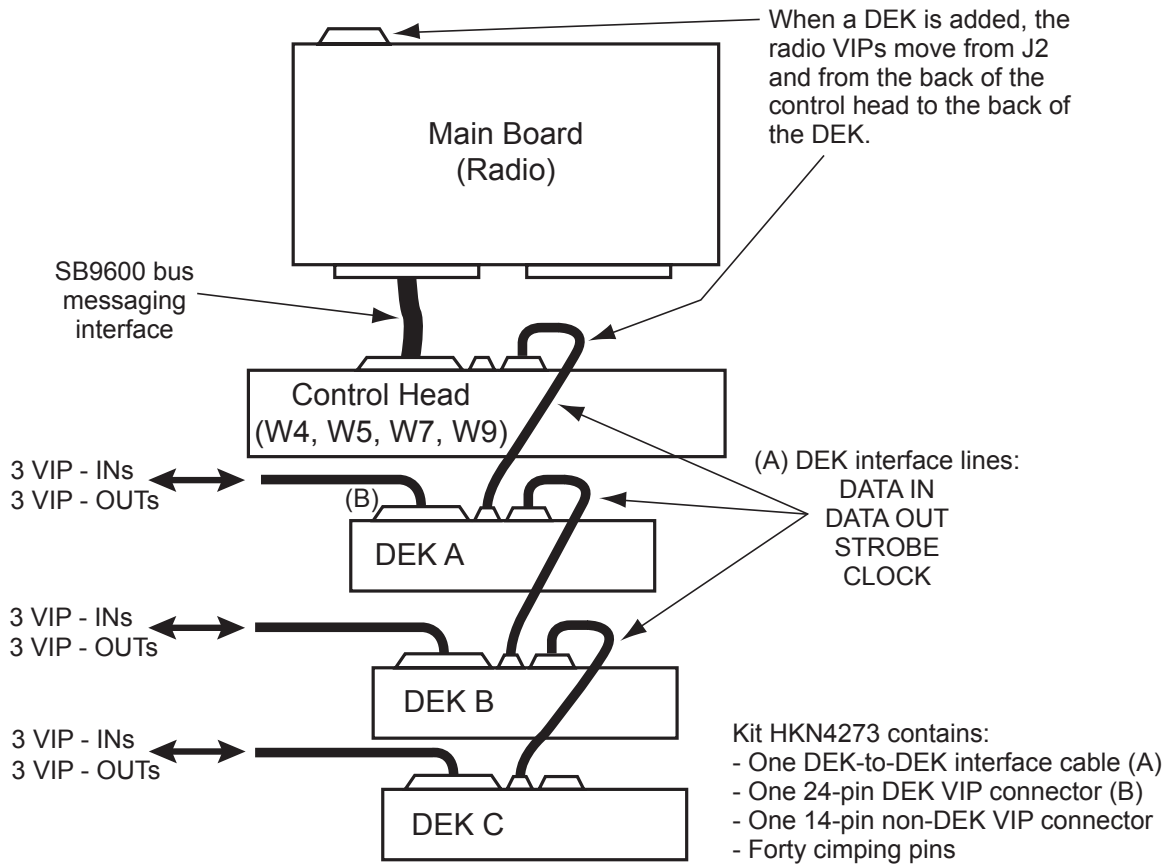 When a DEK is added, the
radio VIPs move from J2
and from the back of the
control head to the back of
the DEK.
Main Board
(Radio)
SB9600 bus
messaging
interface
Control Head
(W4, W5, W7, W9)
3 VIP - INs
3 VIP - OUTs
(B)
DEK A
(A) DEK interface lines:
DATA IN
DATA OUT
STROBE
CLOCK
3 VIP - INs
3 VIP - OUTs
DEK B
3 VIP - INs
3 VIP - OUTs
DEK C
Kit HKN4273 contains:
- One DEK-to-DEK interface cable (A)
- One 24-pin DEK VIP connector (B)
- One 14-pin non-DEK VIP connector
- Forty cimping pins